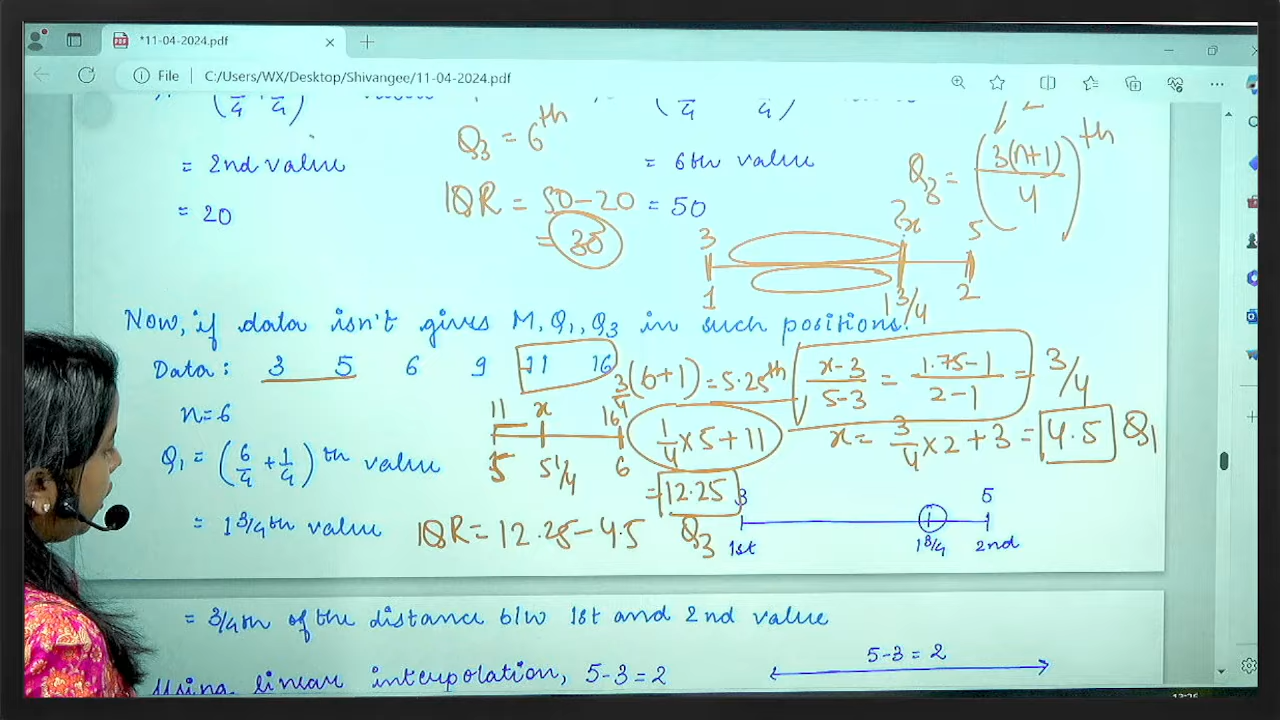 *11-04-2024.pdf
File C:/Users/WX/Desktop/Shivangee/11-04-2024.pdf
= 2nd value
Q3 = 6th
= 6th value
Q3 = (3(n+1)/4)th
= 20
IQR = 50-20
= 50
= 30
3 x 5
1 1 3/4 2
Now, if data isn't gives M, Q1, Q3 in such positions.
Data: 3 5 6 9 11 16
3/4(6+1) = 5.25th
x-3/5-3 = 1.75-1/2-1 = 3/4
n=6
11 x 16
1/4 x 5 + 11
x = 3/4 x 2 + 3 = 4.5 Q1
Q1 = (6/4 + 1/4)th value
5 5 1/4 6
= 12.25
Q3
3 5
= 1 3/4th value
IQR = 12.25 - 4.5
1st 1 3/4 2nd
= 3/4th of the distance b/w 1st and 2nd value
Using linear interpolation, 5-3 = 2
5-3 = 2